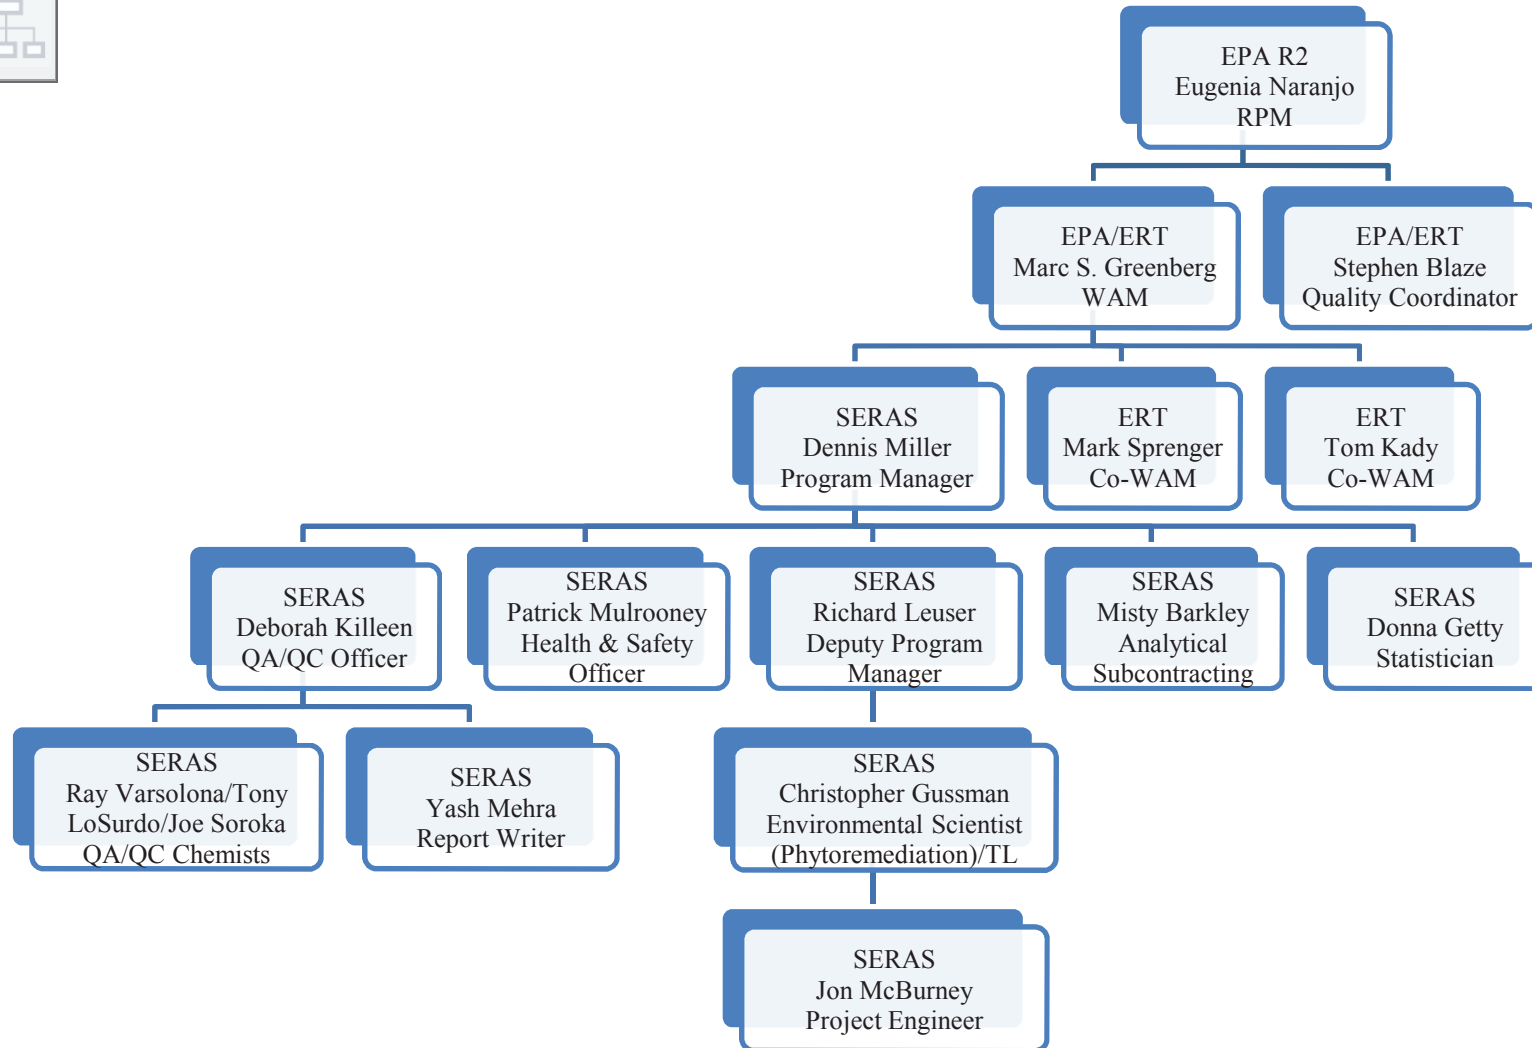 EPA R2
Eugenia Naranjo
RPM
EPA/ERT
Marc S. Greenberg
WAM
EPA/ERT
Stephen Blaze
Quality Coordinator
SERAS
Dennis Miller
Program Manager
ERT
Mark Sprenger
Co-WAM
ERT
Tom Kady
Co-WAM
SERAS
Deborah Killeen
QA/QC Officer
SERAS
Patrick Mulrooney
Health & Safety
Officer
SERAS
Richard Leuser
Deputy Program
Manager
SERAS
Misty Barkley
Analytical
Subcontracting
SERAS
Donna Getty
Statistician
SERAS
Ray Varsolona/Tony
LoSurdo/Joe Soroka
QA/QC Chemists
SERAS
Yash Mehra
Report Writer
SERAS
Christopher Gussman
Environmental Scientist
(Phytoremediation)/TL
SERAS
Jon McBurney
Project Engineer